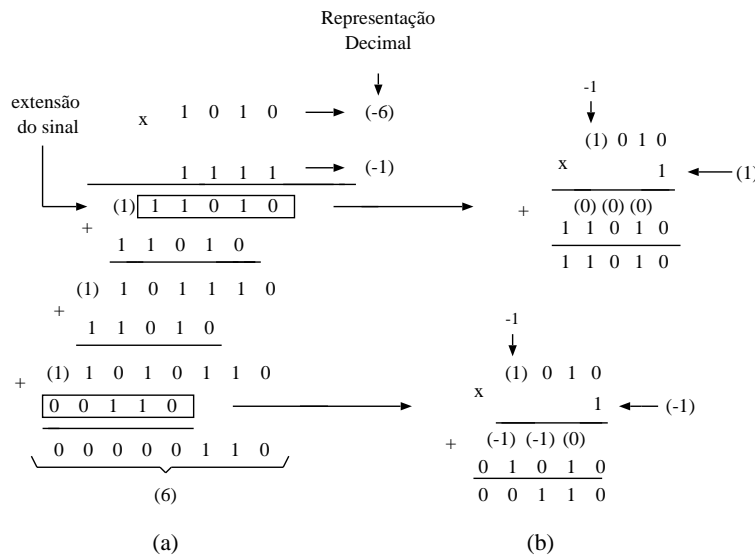 Representação
Decimal
extensão
do sinal
x 1 0 1 0 (-6)
1 1 1 1 (-1)
(1) 1 1 0 1 0
+
1 1 0 1 0
(1) 1 0 1 1 1 0
+
1 1 0 1 0
+ (1) 1 0 1 0 1 1 0
0 0 1 1 0
0 0 0 0 0 1 1 0
(6)
(a)
-1
(1) 0 1 0
x 1 (1)
+ (0) (0) (0)
1 1 0 1 0
1 1 0 1 0
-1
(1) 0 1 0
x
1 (-1)
+ (-1) (-1) (0)
0 1 0 1 0
0 0 1 1 0
(b)